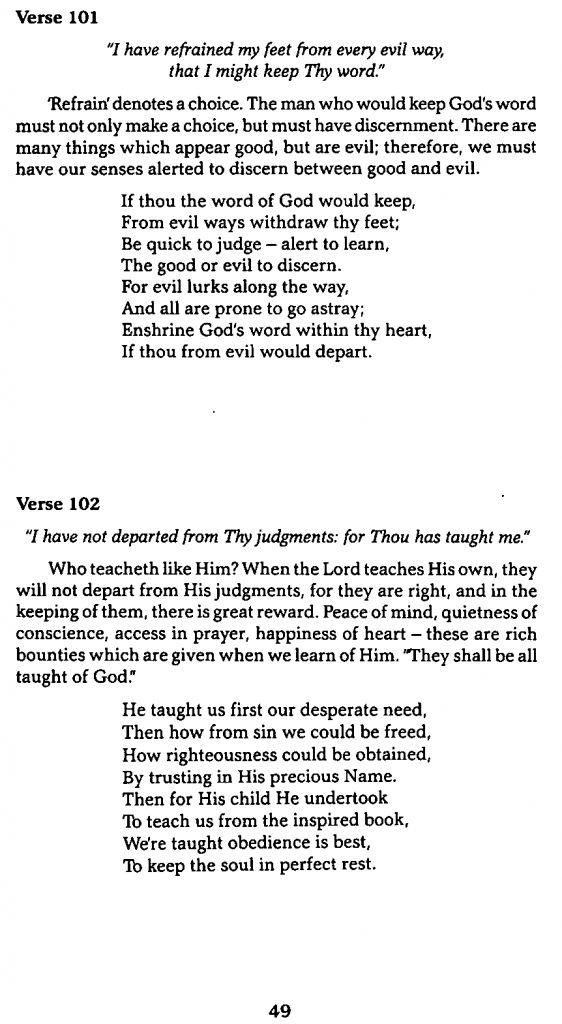 Verse 101
"I have refrained my feet from every evil way,
that I might keep Thy word."
'Refrain' denotes a choice. The man who would keep God's word
must not only make a choice, but must have discernment. There are
many things which appear good, but are evil; therefore, we must
have our senses alerted to discern between good and evil.
If thou the word of God would keep,
From evil ways withdraw thy feet;
Be quick to judge – alert to learn,
The good or evil to discern.
For evil lurks along the way,
And all are prone to go astray;
Enshrine God's word within thy heart,
If thou from evil would depart.
Verse 102
"I have not departed from Thy judgments: for Thou has taught me."
Who teacheth like Him? When the Lord teaches His own, they
will not depart from His judgments, for they are right, and in the
keeping of them, there is great reward. Peace of mind, quietness of
conscience, access in prayer, happiness of heart – these are rich
bounties which are given when we learn of Him. "They shall be all
taught of God."
He taught us first our desperate need,
Then how from sin we could be freed,
How righteousness could be obtained,
By trusting in His precious Name.
Then for His child He undertook
To teach us from the inspired book,
We're taught obedience is best,
To keep the soul in perfect rest.
49